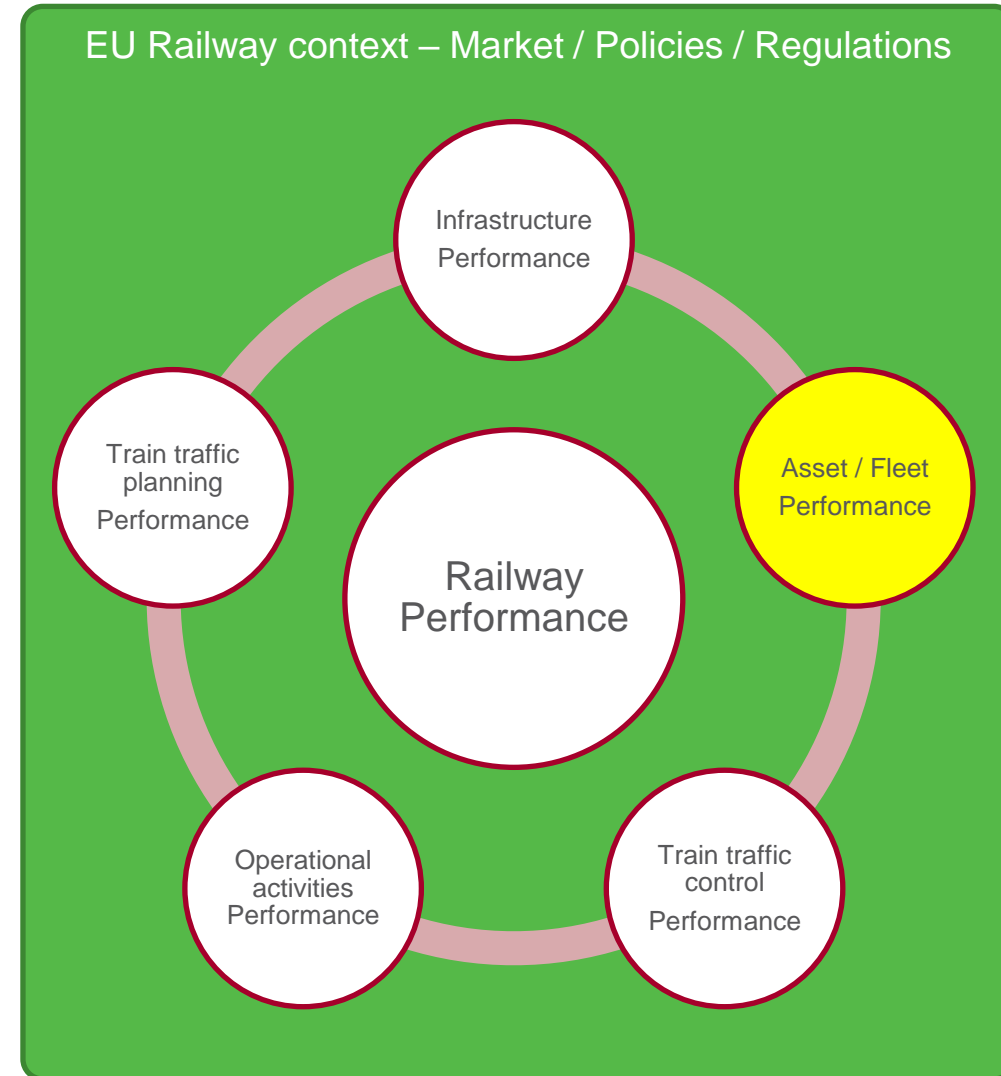 EU Railway context – Market / Policies / Regulations
Infrastructure
Performance
Train traffic
planning
Performance
Asset / Fleet
Performance
Railway
Performance
Operational
activities
Performance
Train traffic
control
Performance